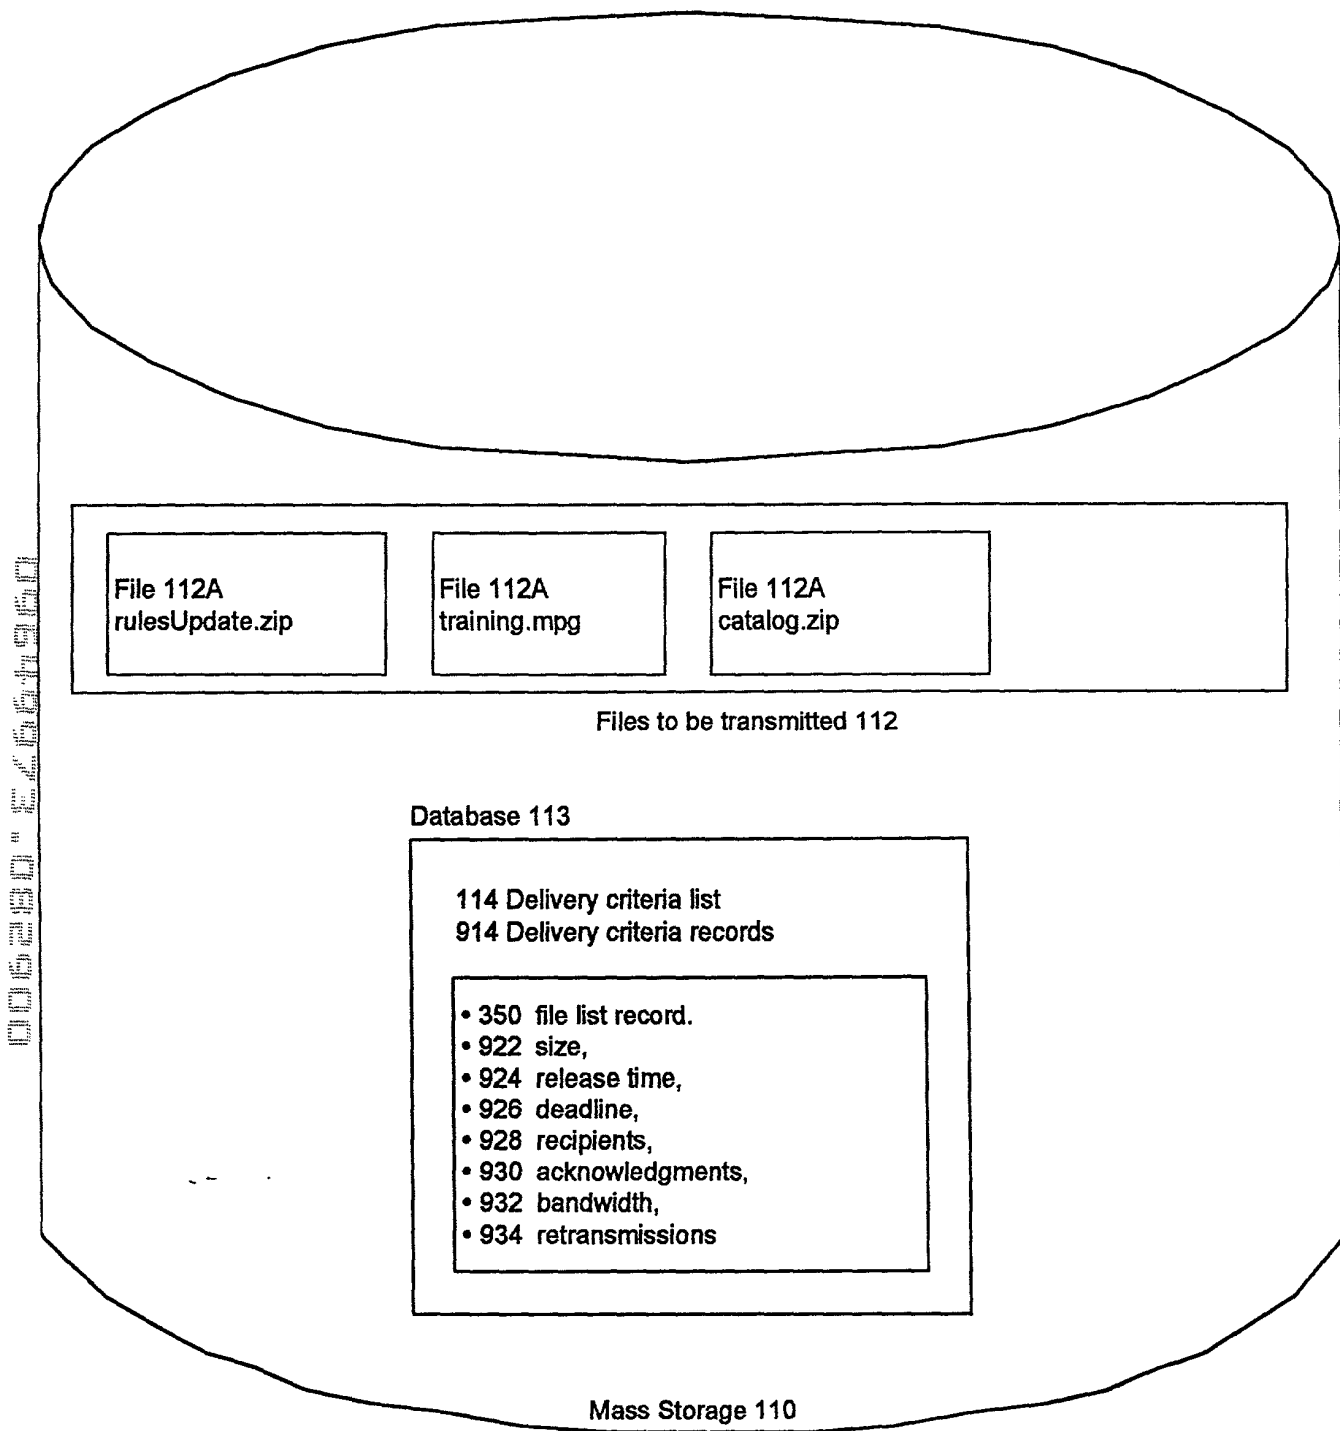 File 112A
rulesUpdate.zip
File 112A
training.mpg
File 112A
catalog.zip
Files to be transmitted 112
Database 113
114 Delivery criteria list
914 Delivery criteria records
• 350 file list record.
• 922 size,
• 924 release time,
• 926 deadline,
• 928 recipients,
• 930 acknowledgments,
• 932 bandwidth,
• 934 retransmissions
Mass Storage 110